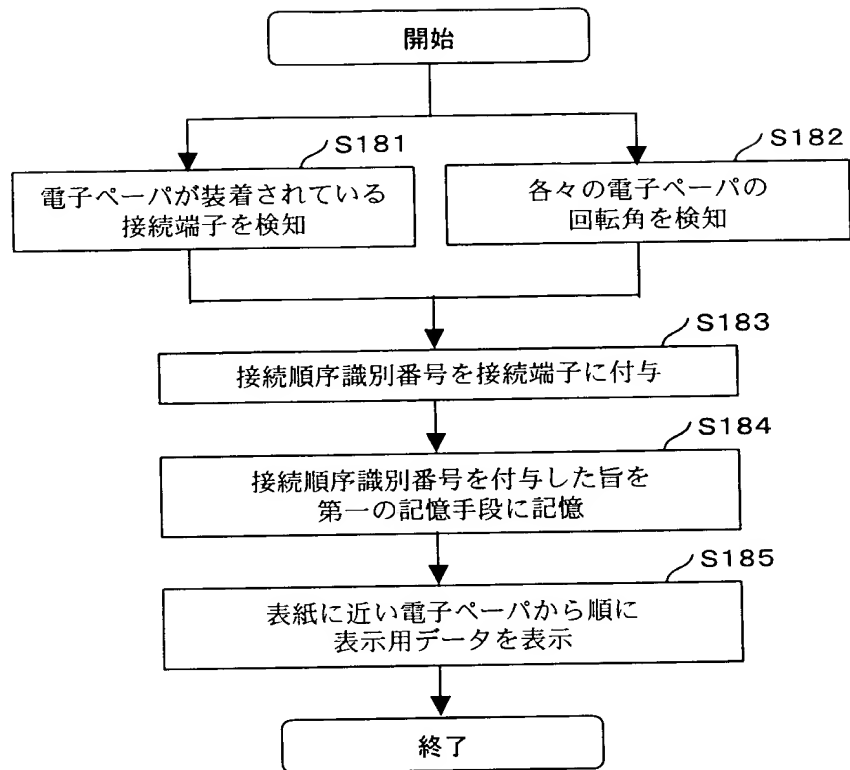 開始
S181
電子ペーパが装着されている
接続端子を検知
S182
各々の電子ペーパの
回転角を検知
S183
接続順序識別番号を接続端子に付与
S184
接続順序識別番号を付与した旨を
第一の記憶手段に記憶
S185
表紙に近い電子ペーパから順に
表示用データを表示
終了